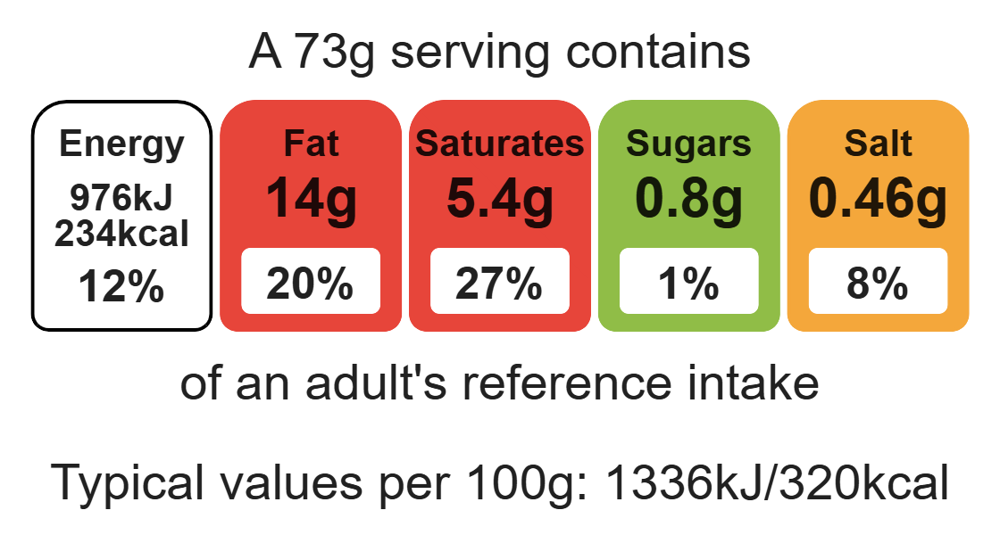 A 73g serving contains
Energy
976kJ
234kcal
12%
Fat
14g
20%
Saturates
5.4g
27%
Sugars
0.8g
1%
Salt
0.46g
8%
of an adult's reference intake
Typical values per 100g: 1336kJ/320kcal